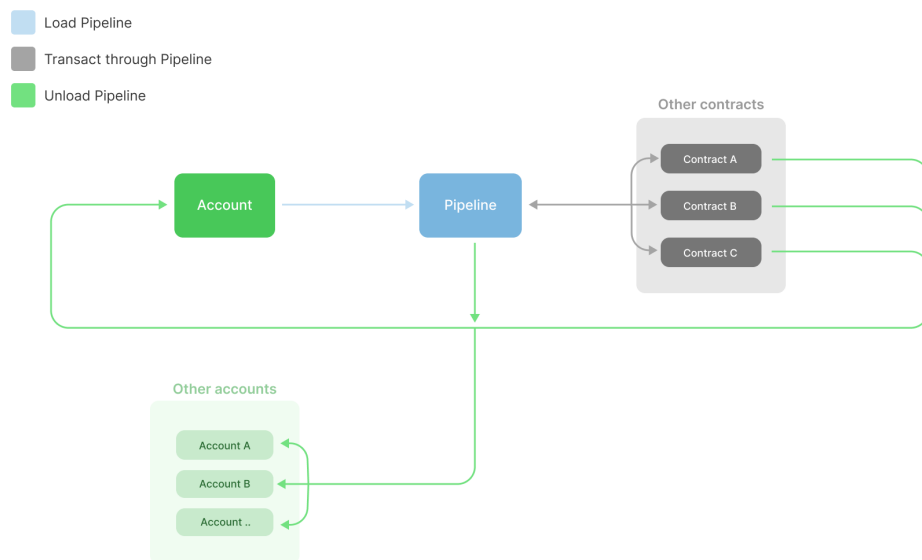 Load Pipeline
Transact through Pipeline
Unload Pipeline
Other contracts
Contract A
Account
Pipeline
Contract B
Contract C
Other accounts
Account A
Account B
Account ..